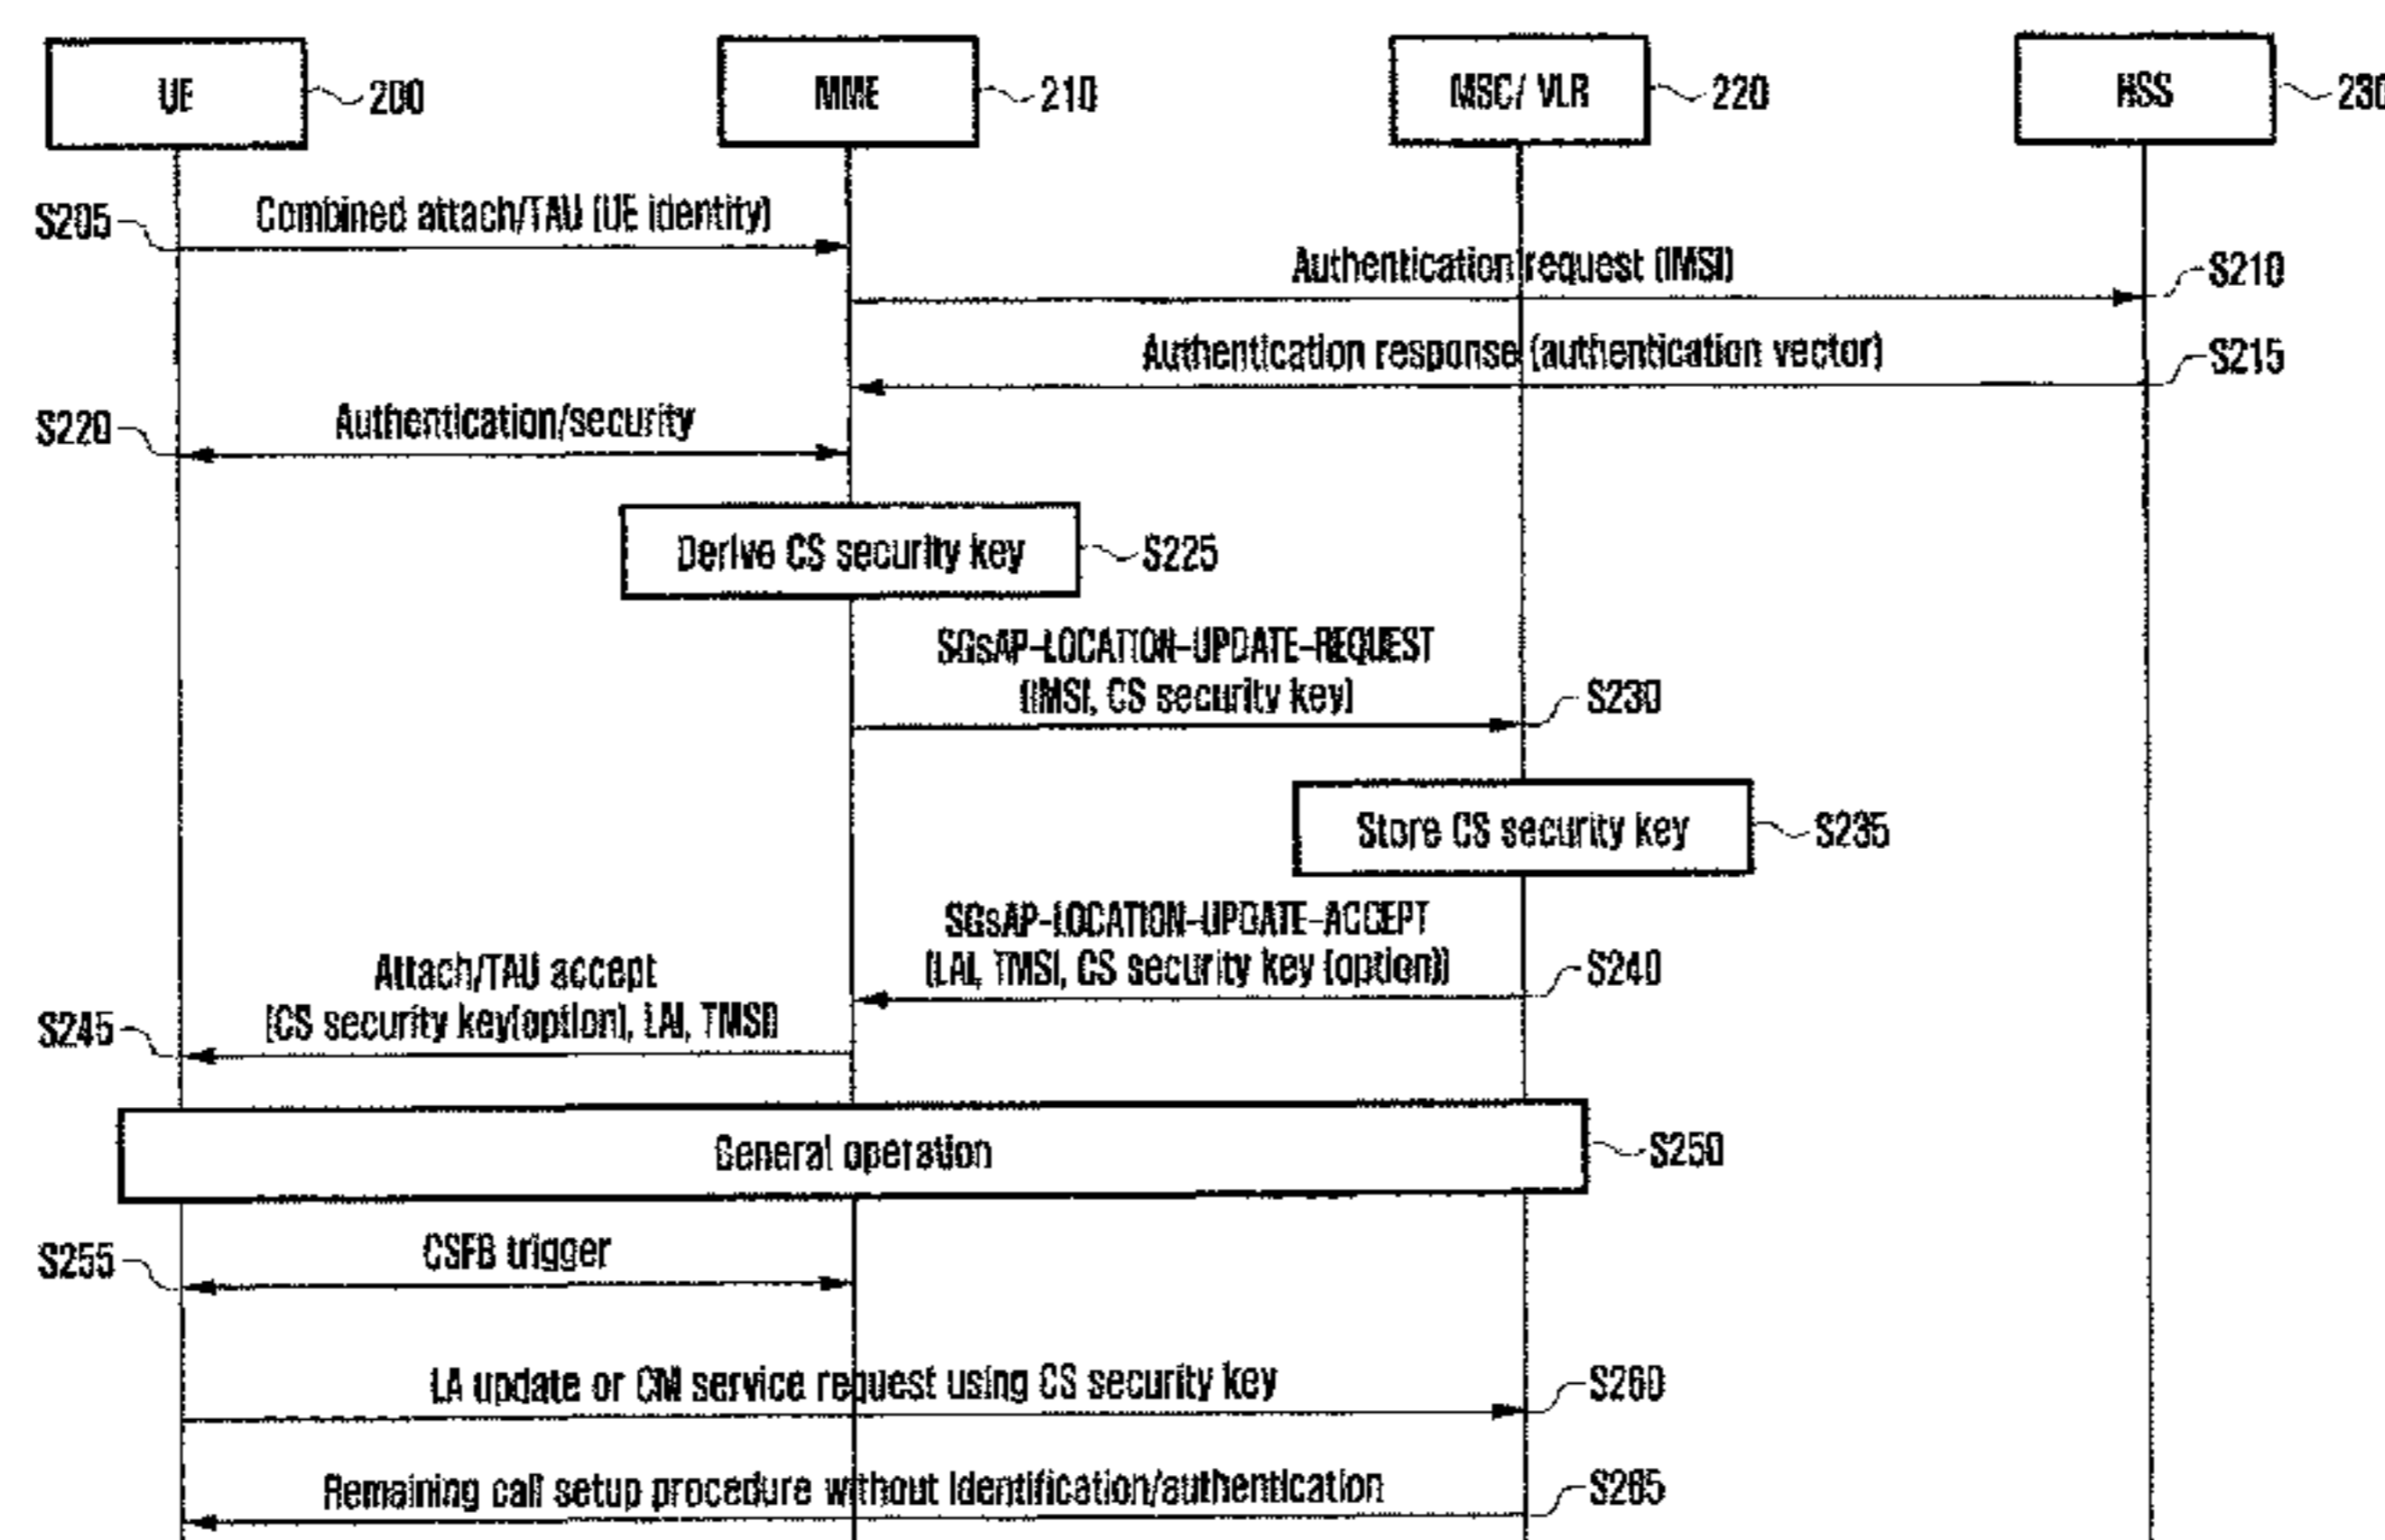 UE
200
MME
210
MSC/ VLR
220
HSS
230
S205
Combined attach/TAU (UE identity)
Authentication request (IMSI)
S210
Authentication response (authentication vector)
S215
S220
Authentication/security
Derive CS security key
S225
SGsAP-LOCATION-UPDATE-REQUEST
(IMSI, CS security key)
S230
Store CS security key
S235
SGsAP-LOCATION-UPDATE-ACCEPT
(LAI, TMSI, CS security key (option))
S240
Attach/TAU accept
(CS security key(option), LAI, TMSI)
S245
General operation
S250
S255
CSFB trigger
LA update or CM service request using CS security key
S260
Remaining call setup procedure without identification/authentication
S265